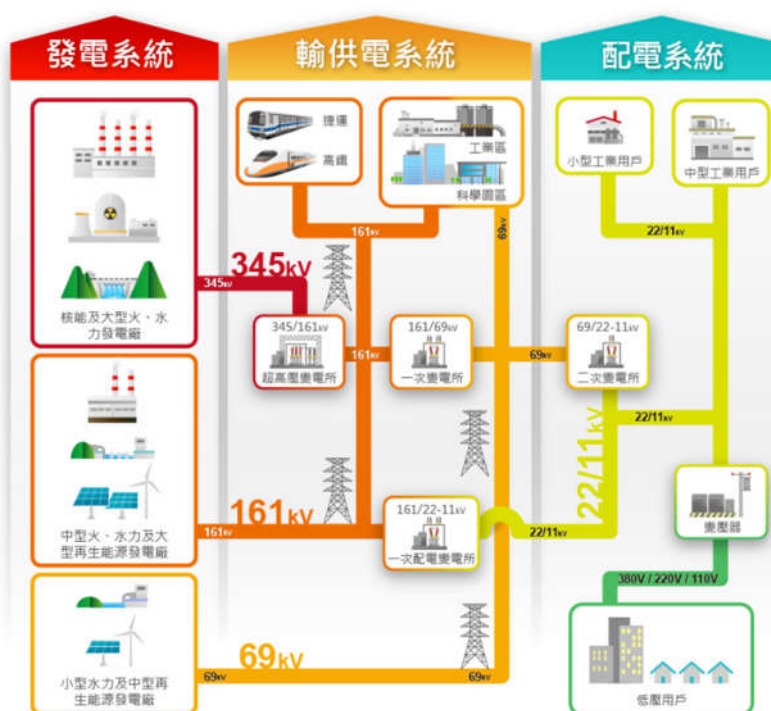 發電系統
輸供電系統
配電系統
捷運
高鐵
工業區
科學園區
小型工業用戶
中型工業用戶
161kV
69kV
22/11kV
345kV
345kV
核能及大型火、水
力發電廠
345/161kV
超高壓變電所
161kV
161/69kV
一次變電所
69kV
69/22-11kV
二次變電所
22/11kV
22/11kV
161kV
161kV
中型火、水力及大
型再生能源發電廠
161/22-11kV
一次配電變電所
22/11kV
變壓器
380V / 220V / 110V
69kV
69kV
69kV
小型水力及中型再
生能源發電廠
低壓用戶